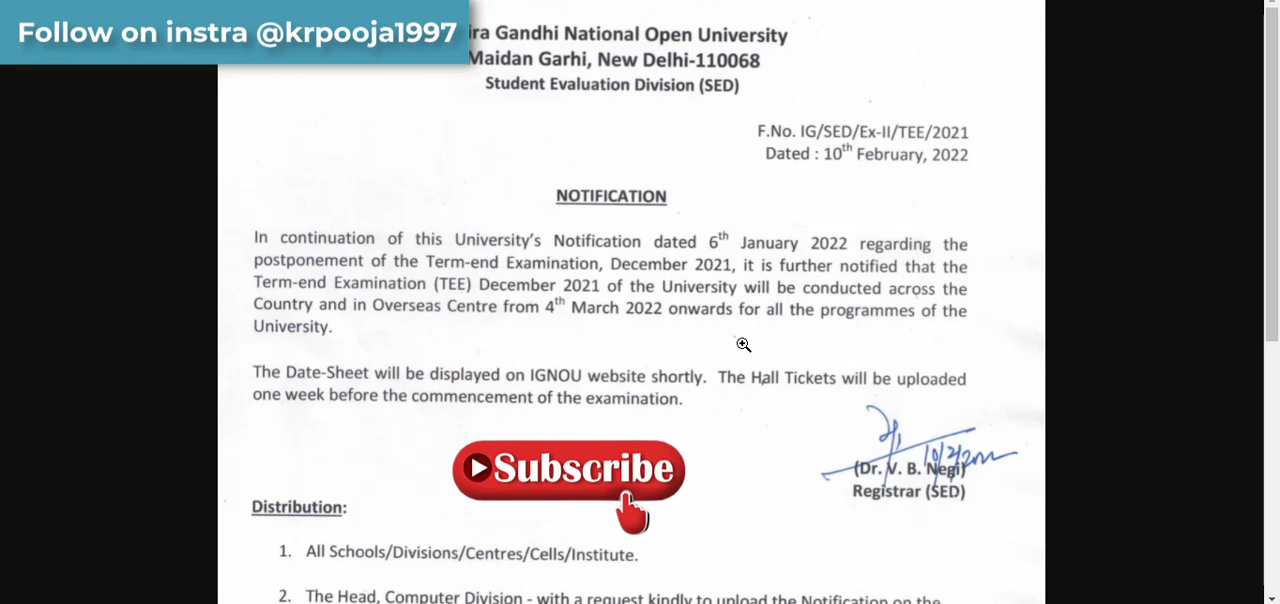 Follow on instra @krpooja1997
ira Gandhi National Open University
Maidan Garhi, New Delhi-110068
Student Evaluation Division (SED)
F.No. IG/SED/Ex-II/TEE/2021
Dated : 10th February, 2022
NOTIFICATION
In continuation of this University's Notification dated 6th January 2022 regarding the
postponement of the Term-end Examination, December 2021, it is further notified that the
Term-end Examination (TEE) December 2021 of the University will be conducted across the
Country and in Overseas Centre from 4th March 2022 onwards for all the programmes of the
University.
The Date-Sheet will be displayed on IGNOU website shortly. The Hall Tickets will be uploaded
one week before the commencement of the examination.
10/2/2022
(Dr. V. B. Negi)
Registrar (SED)
Subscribe
Distribution:
1. All Schools/Divisions/Centres/Cells/Institute.
2. The Head, Computer Division - with a request kindly to upload the Notification on the